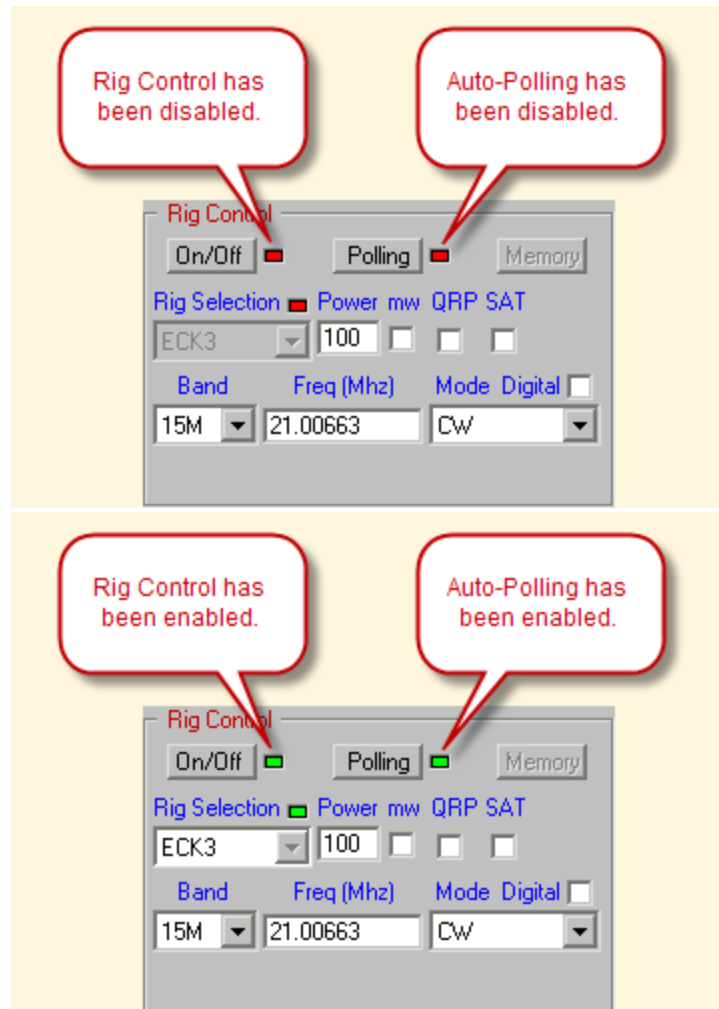 Rig Control has
been disabled.
Auto-Polling has
been disabled.
Rig Control
On/Off Polling Memory
Rig Selection Power mw QRP SAT
ECK3 100
Band Freq (Mhz) Mode Digital
15M 21.00663 CW
Rig Control has
been enabled.
Auto-Polling has
been enabled.
Rig Control
On/Off Polling Memory
Rig Selection Power mw QRP SAT
ECK3 100
Band Freq (Mhz) Mode Digital
15M 21.00663 CW